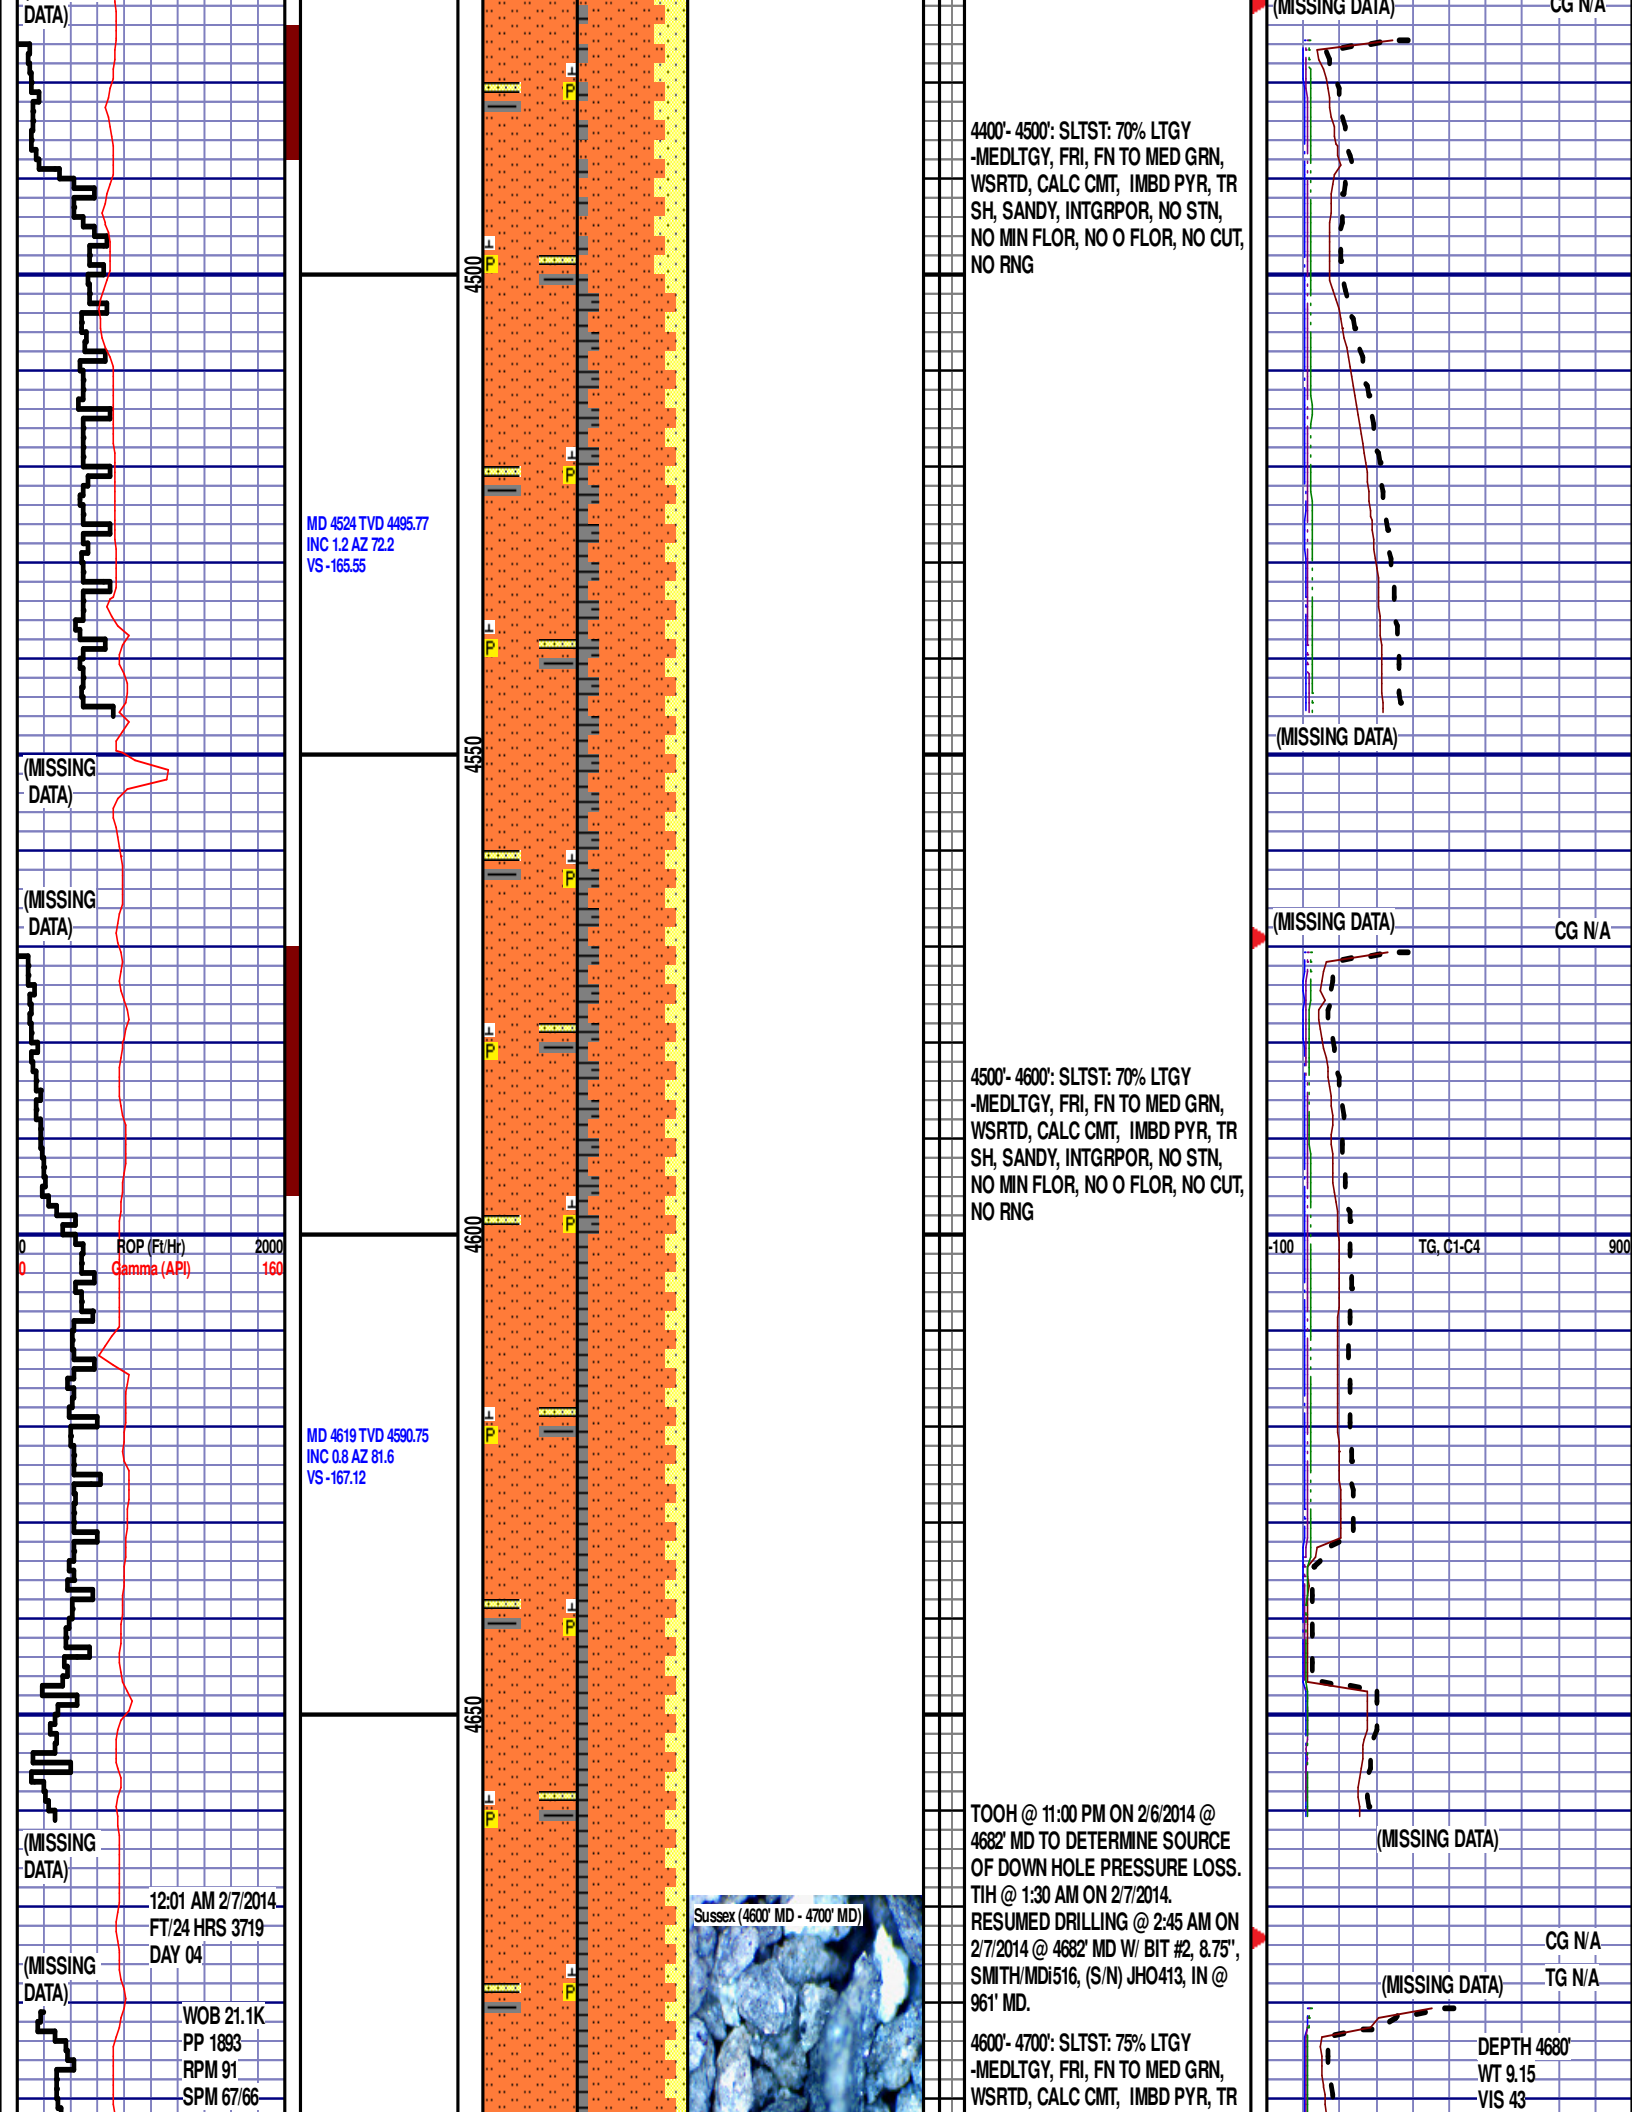 DATA)
(MISSING DATA)
CG N/A
4400'- 4500': SLTST: 70% LTGY
-MEDLTGY, FRI, FN TO MED GRN,
WSRTD, CALC CMT, IMBD PYR, TR
SH, SANDY, INTGRPOR, NO STN,
NO MIN FLOR, NO O FLOR, NO CUT,
NO RNG
P
P
4500
P
MD 4524 TVD 4495.77
INC 1.2 AZ 72.2
VS -165.55
P
4550
(MISSING DATA)
(MISSING
DATA)
P
(MISSING
DATA)
(MISSING DATA)
CG N/A
P
4500'- 4600': SLTST: 70% LTGY
-MEDLTGY, FRI, FN TO MED GRN,
WSRTD, CALC CMT, IMBD PYR, TR
SH, SANDY, INTGRPOR, NO STN,
NO MIN FLOR, NO O FLOR, NO CUT,
NO RNG
P
4600
0 ROP (Ft/Hr) 2000
0 Gamma (API) 160
-100 TG, C1-C4 900
P
MD 4619 TVD 4590.75
INC 0.8 AZ 81.6
VS -167.12
P
4650
P
(MISSING
DATA)
(MISSING DATA)
TOOH @ 11:00 PM ON 2/6/2014 @
4682' MD TO DETERMINE SOURCE
OF DOWN HOLE PRESSURE LOSS.
TIH @ 1:30 AM ON 2/7/2014.
RESUMED DRILLING @ 2:45 AM ON
2/7/2014 @ 4682' MD W/ BIT #2, 8.75",
SMITH/MDi516, (S/N) JHO413, IN @
961' MD.
12:01 AM 2/7/2014
FT/24 HRS 3719
DAY 04
Sussex (4600' MD - 4700' MD)
CG N/A
(MISSING
DATA)
P
(MISSING DATA)
TG N/A
WOB 21.1K
PP 1893
RPM 91
SPM 67/66
4600'- 4700': SLTST: 75% LTGY
-MEDLTGY, FRI, FN TO MED GRN,
WSRTD, CALC CMT, IMBD PYR, TR
DEPTH 4680'
WT 9.15
VIS 43